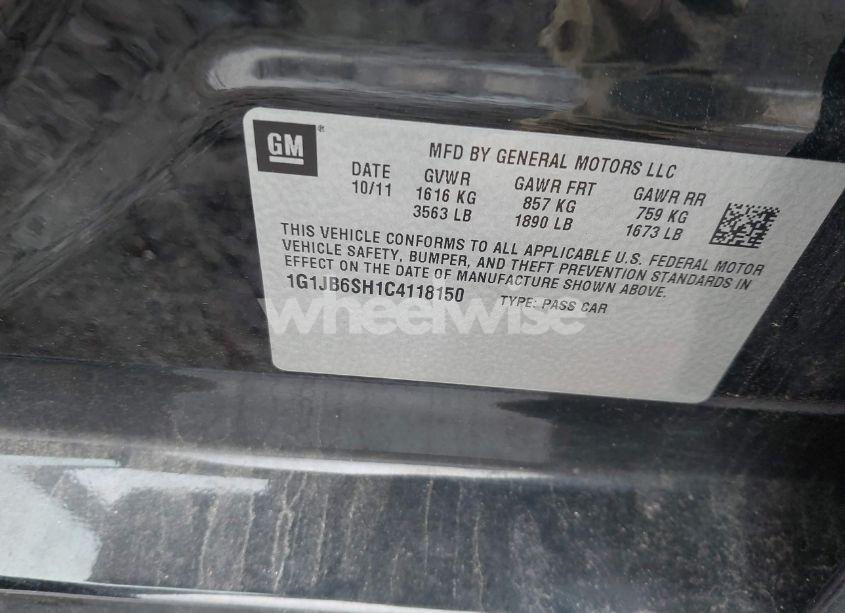 GM®
MFD BY GENERAL MOTORS LLC
DATE GVWR GAWR FRT GAWR RR
10/11 1616 KG 857 KG 759 KG
3563 LB 1890 LB 1673 LB
THIS VEHICLE CONFORMS TO ALL APPLICABLE U.S. FEDERAL MOTOR
VEHICLE SAFETY, BUMPER, AND THEFT PREVENTION STANDARDS IN
EFFECT ON THE DATE OF MANUFACTURE SHOWN ABOVE.
1G1JB6SH1C4118150 TYPE: PASS CAR
wheelwise